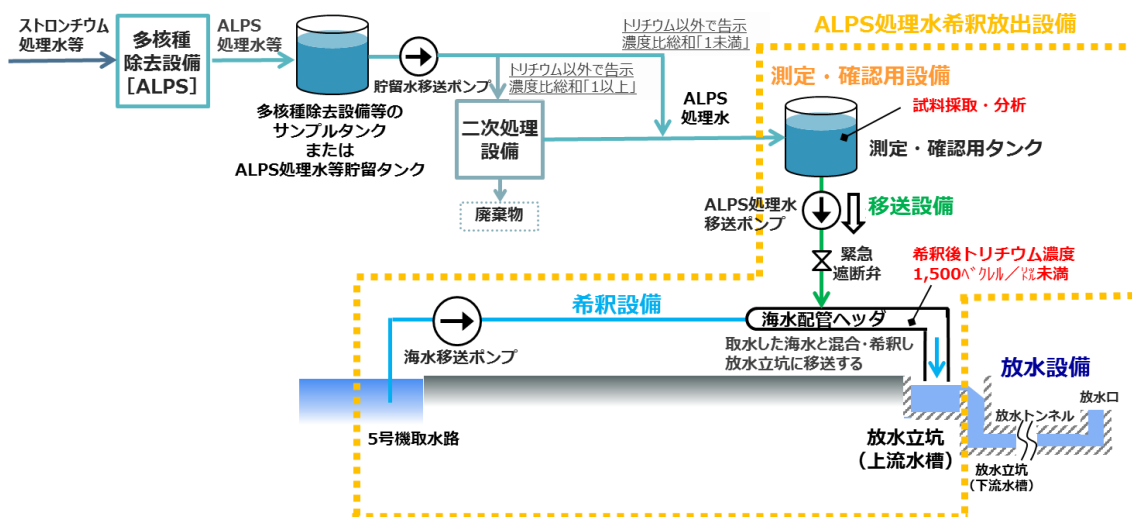 ストロンチウム
処理水等
多核種
除去設備
[ALPS]
ALPS
処理水等
貯留水移送ポンプ
多核種除去設備等の
サンプルタンク
または
ALPS処理水等貯留タンク
トリチウム以外で告示
濃度比総和「1未満」
トリチウム以外で告示
濃度比総和「1以上」
二次処理
設備
廃棄物
ALPS
処理水
ALPS処理水希釈放出設備
測定・確認用設備
試料採取・分析
測定・確認用タンク
ALPS処理水
移送ポンプ
移送設備
緊急
遮断弁
希釈後トリチウム濃度
1,500ﾍﾞｸﾚﾙ／㍑未満
希釈設備
海水移送ポンプ
海水配管ヘッダ
取水した海水と混合・希釈し
放水立坑に移送する
5号機取水路
放水立坑
（上流水槽）
放水設備
放水口
放水トンネル
放水立坑
（下流水槽）